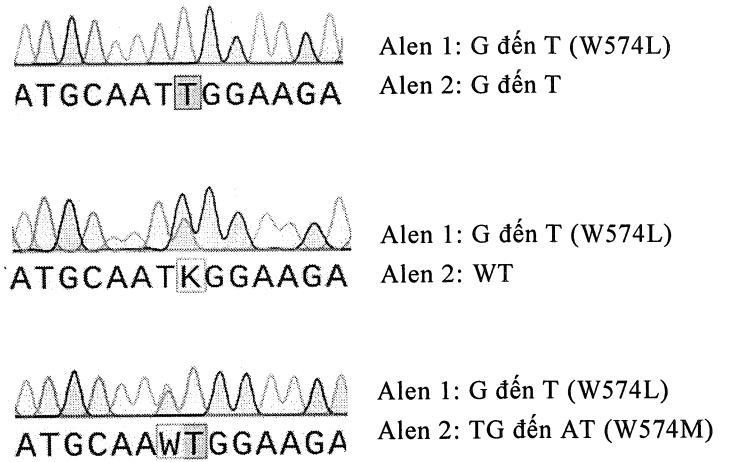 Alen 1: G đến T (W574L)
Alen 2: G đến T
ATGCAATTGGAAGA
Alen 1: G đến T (W574L)
Alen 2: WT
ATGCAATKGGAAGA
Alen 1: G đến T (W574L)
Alen 2: TG đến AT (W574M)
ATGCAAWTGGAAGA